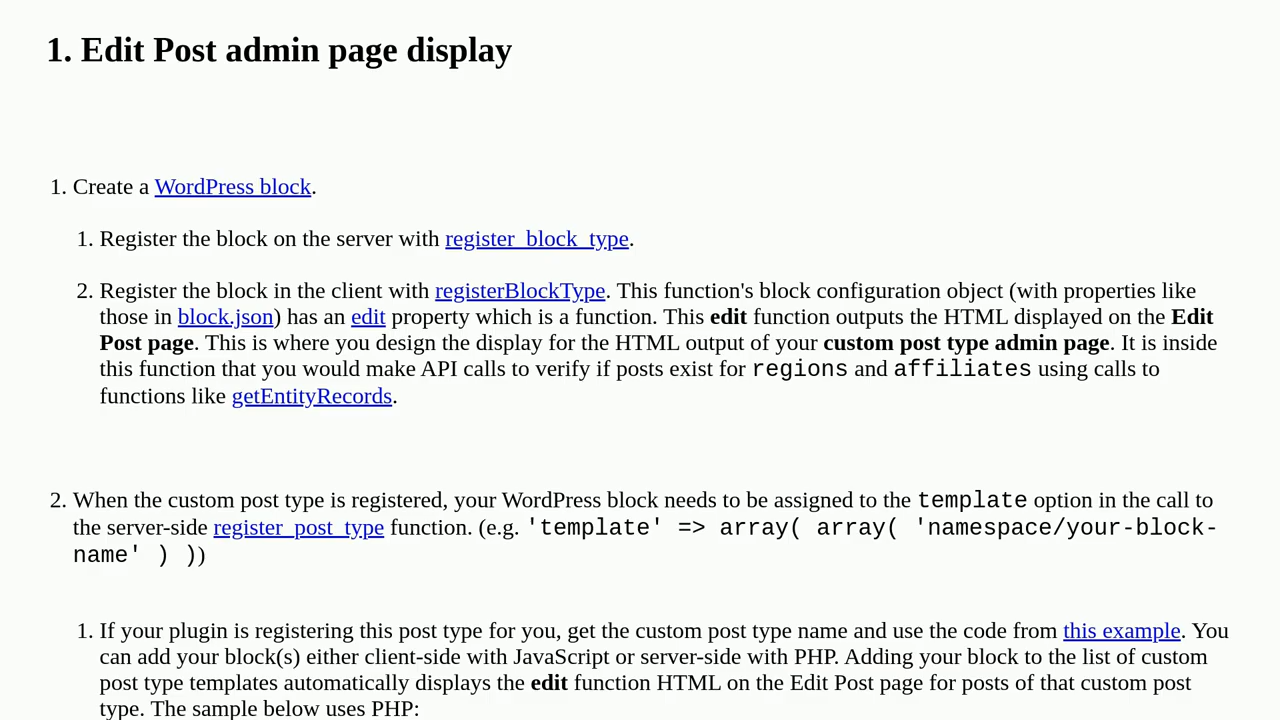 1. Edit Post admin page display
1. Create a WordPress block.
1. Register the block on the server with register_block_type.
2. Register the block in the client with registerBlockType. This function's block configuration object (with properties like
those in block.json) has an edit property which is a function. This edit function outputs the HTML displayed on the Edit
Post page. This is where you design the display for the HTML output of your custom post type admin page. It is inside
this function that you would make API calls to verify if posts exist for regions and affiliates using calls to
functions like getEntityRecords.
2. When the custom post type is registered, your WordPress block needs to be assigned to the template option in the call to
the server-side register_post_type function. (e.g. 'template' => array( array( 'namespace/your-block-
name' ) ))
1. If your plugin is registering this post type for you, get the custom post type name and use the code from this example. You
can add your block(s) either client-side with JavaScript or server-side with PHP. Adding your block to the list of custom
post type templates automatically displays the edit function HTML on the Edit Post page for posts of that custom post
type. The sample below uses PHP: